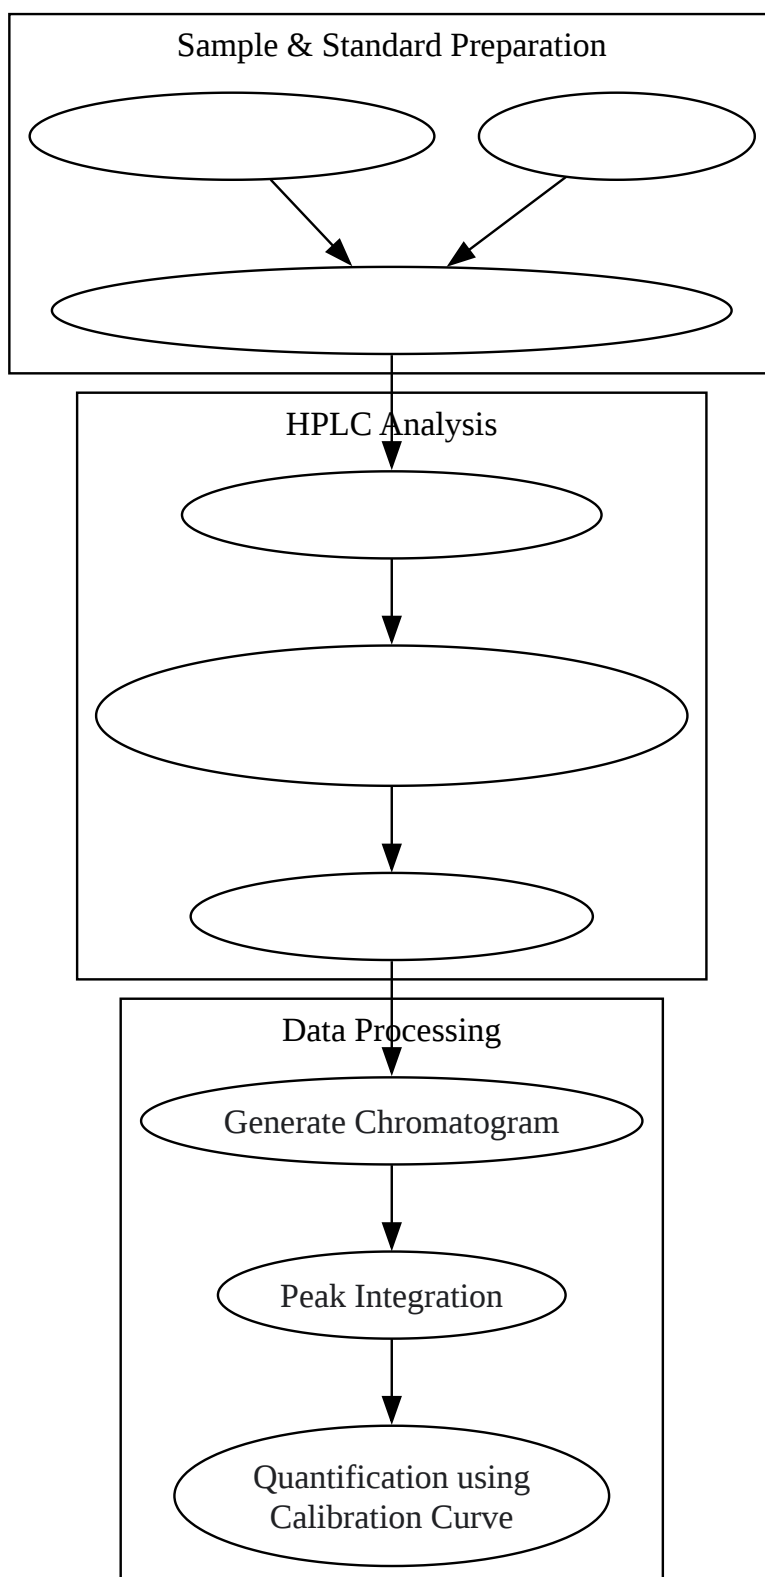 Sample & Standard Preparation
HPLC Analysis
Data Processing
Generate Chromatogram
Peak Integration
Quantification using
Calibration Curve